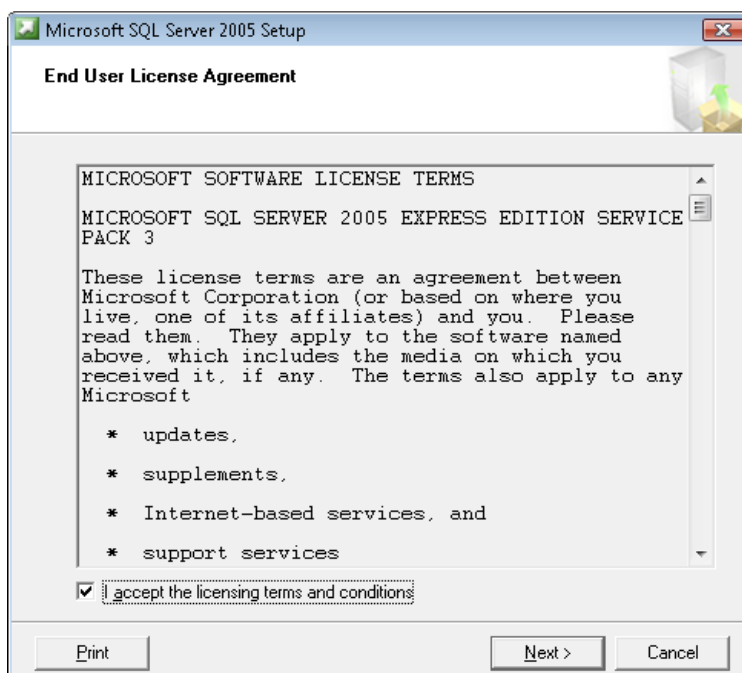 Microsoft SQL Server 2005 Setup
End User License Agreement
MICROSOFT SOFTWARE LICENSE TERMS
MICROSOFT SQL SERVER 2005 EXPRESS EDITION SERVICE
PACK 3
These license terms are an agreement between
Microsoft Corporation (or based on where you
live, one of its affiliates) and you.  Please
read them.  They apply to the software named
above, which includes the media on which you
received it, if any.  The terms also apply to any
Microsoft
* updates,
* supplements,
* Internet-based services, and
* support services
I accept the licensing terms and conditions
Print Next > Cancel